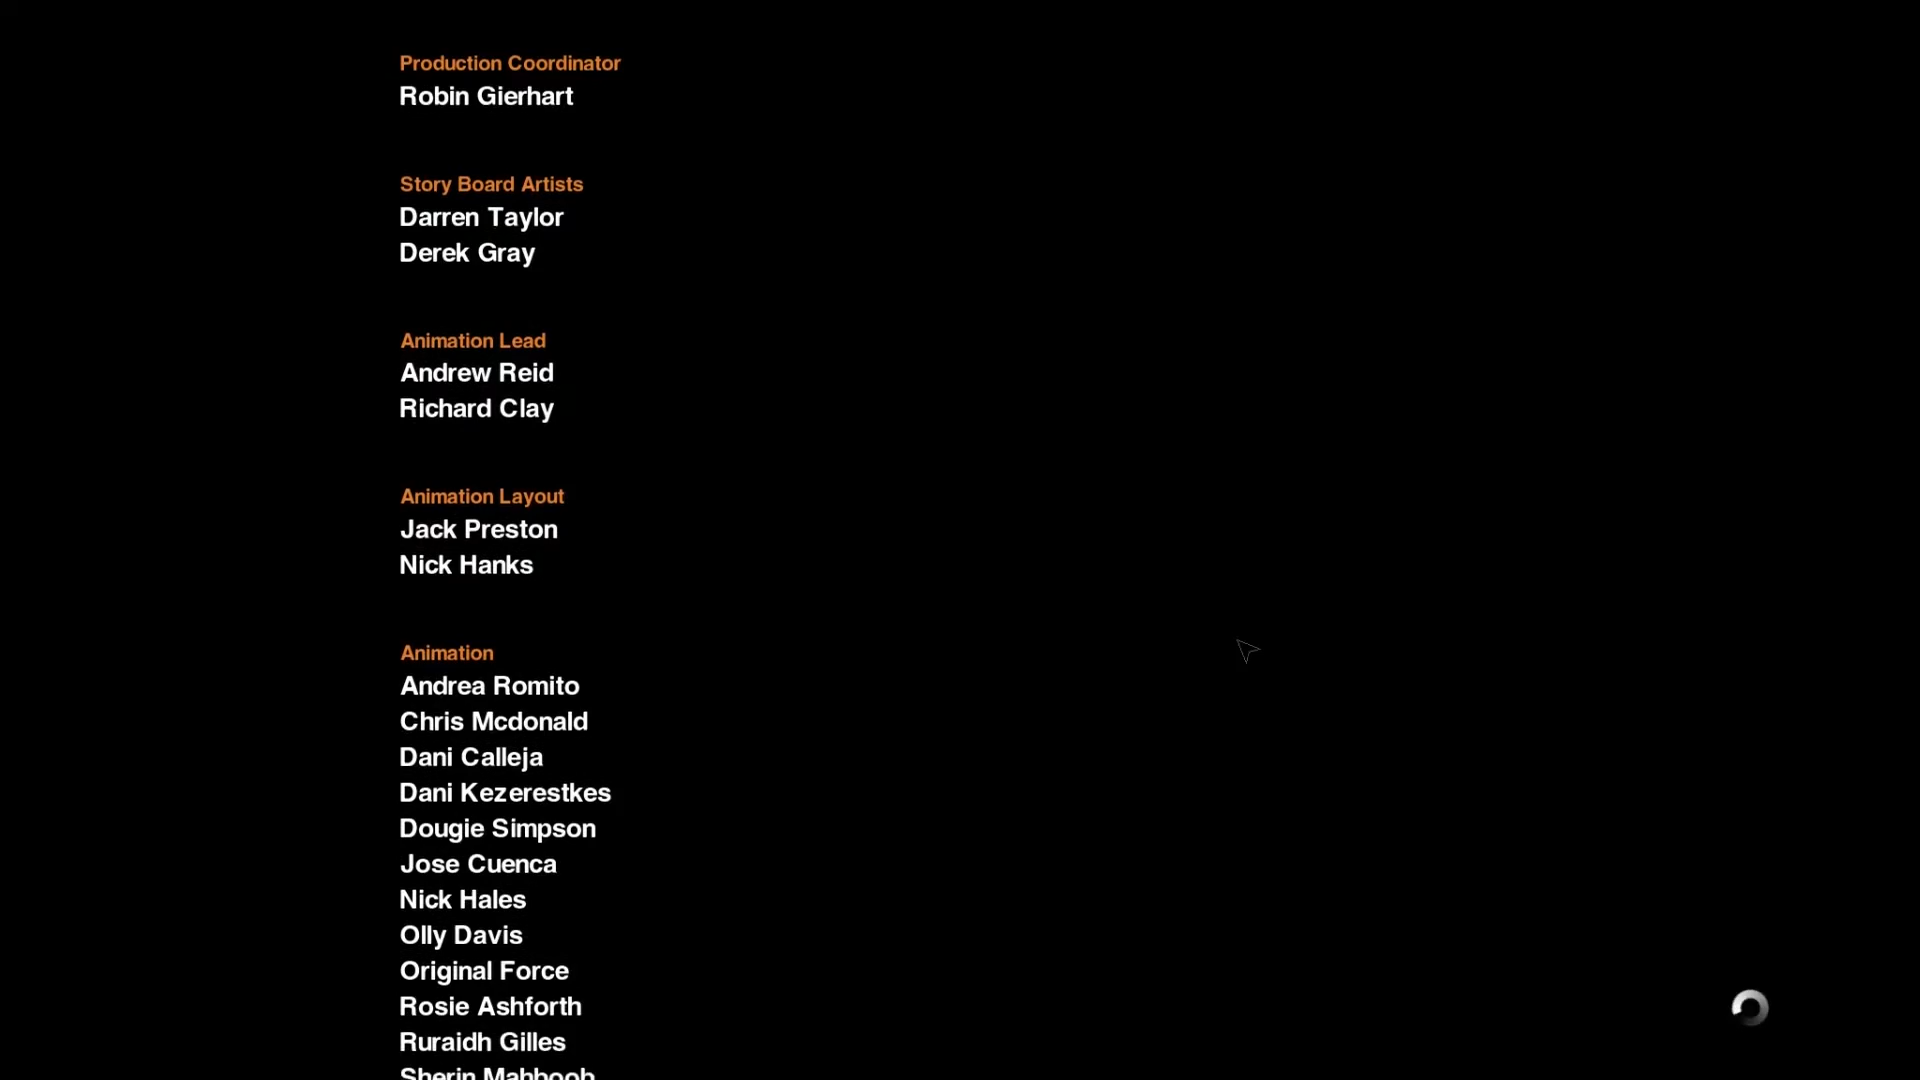 Production Coordinator
Robin Gierhart
Story Board Artists
Darren Taylor
Derek Gray
Animation Lead
Andrew Reid
Richard Clay
Animation Layout
Jack Preston
Nick Hanks
Animation
Andrea Romito
Chris Mcdonald
Dani Calleja
Dani Kezerestkes
Dougie Simpson
Jose Cuenca
Nick Hales
Olly Davis
Original Force
Rosie Ashforth
Ruraidh Gilles
Sherin Mahboob